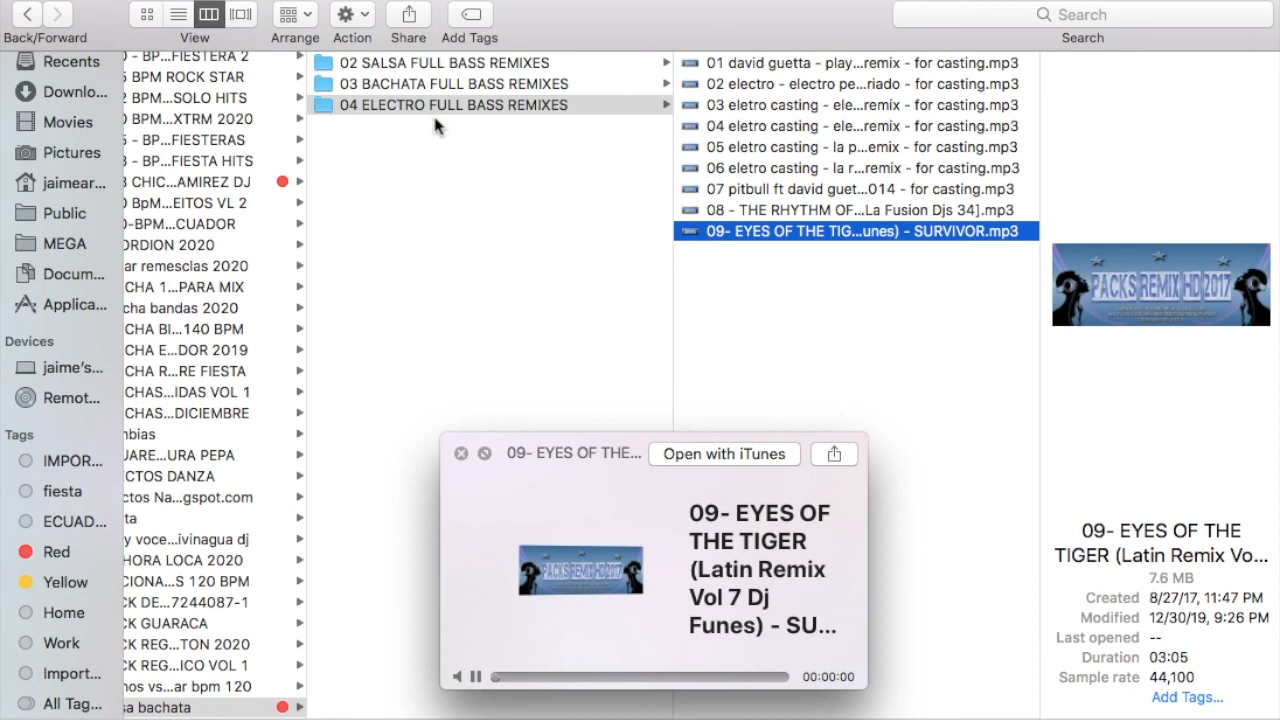 Search
Back/Forward
View
Arrange
Action
Share
Add Tags
Search
Recents
Downlo...
Movies
Pictures
jaimear...
Public
MEGA
Docum...
Applica...
Devices
jaime's...
Remot...
Tags
IMPOR...
fiesta
ECUAD...
Red
Yellow
Home
Work
Import...
All Tag...
- BP...FIESTERA 2
BPM ROCK STAR
BPM...SOLO HITS
BPM...XTRM 2020
- BP...FIESTERAS
- BP...FIESTA HITS
CHIC...AMIREZ DJ
BpM...EITOS VL 2
-BPM...CUADOR
ORDION 2020
ar remesclas 2020
CHA 1...PARA MIX
cha bandas 2020
CHA BI...140 BPM
CHA E...DOR 2019
CHA R...RE FIESTA
CHAS...IDAS VOL 1
CHAS...DICIEMBRE
nbias
UARE...URA PEPA
CTOS DANZA
ctos Na...gspot.com
ta
y voce...ivinagua dj
HORA LOCA 2020
CIONA...S 120 BPM
CK DE...7244087-1
CK GUARACA
CK REG...TON 2020
CK REG...ICO VOL 1
nos vs...ar bpm 120
sa bachata
02 SALSA FULL BASS REMIXES
03 BACHATA FULL BASS REMIXES
04 ELECTRO FULL BASS REMIXES
01 david guetta - play...remix - for casting.mp3
02 electro - electro pe...riado - for casting.mp3
03 eletro casting - ele...remix - for casting.mp3
04 eletro casting - ele...remix - for casting.mp3
05 eletro casting - la p...emix - for casting.mp3
06 eletro casting - la r...remix - for casting.mp3
07 pitbull ft david guet...014 - for casting.mp3
08 - THE RHYTHM OF...La Fusion Djs 34].mp3
09- EYES OF THE TIG...unes) - SURVIVOR.mp3
PACKS REMIX HD 2017
09- EYES OF THE
TIGER (Latin Remix Vo...
7.6 MB
Created 8/27/17, 11:47 PM
Modified 12/30/19, 9:26 PM
Last opened --
Duration 03:05
Sample rate 44,100
Add Tags...
09- EYES OF THE...
Open with iTunes
PACKS REMIX HD 2017
09- EYES OF
THE TIGER
(Latin Remix
Vol 7 Dj
Funes) - SU...
00:00:00